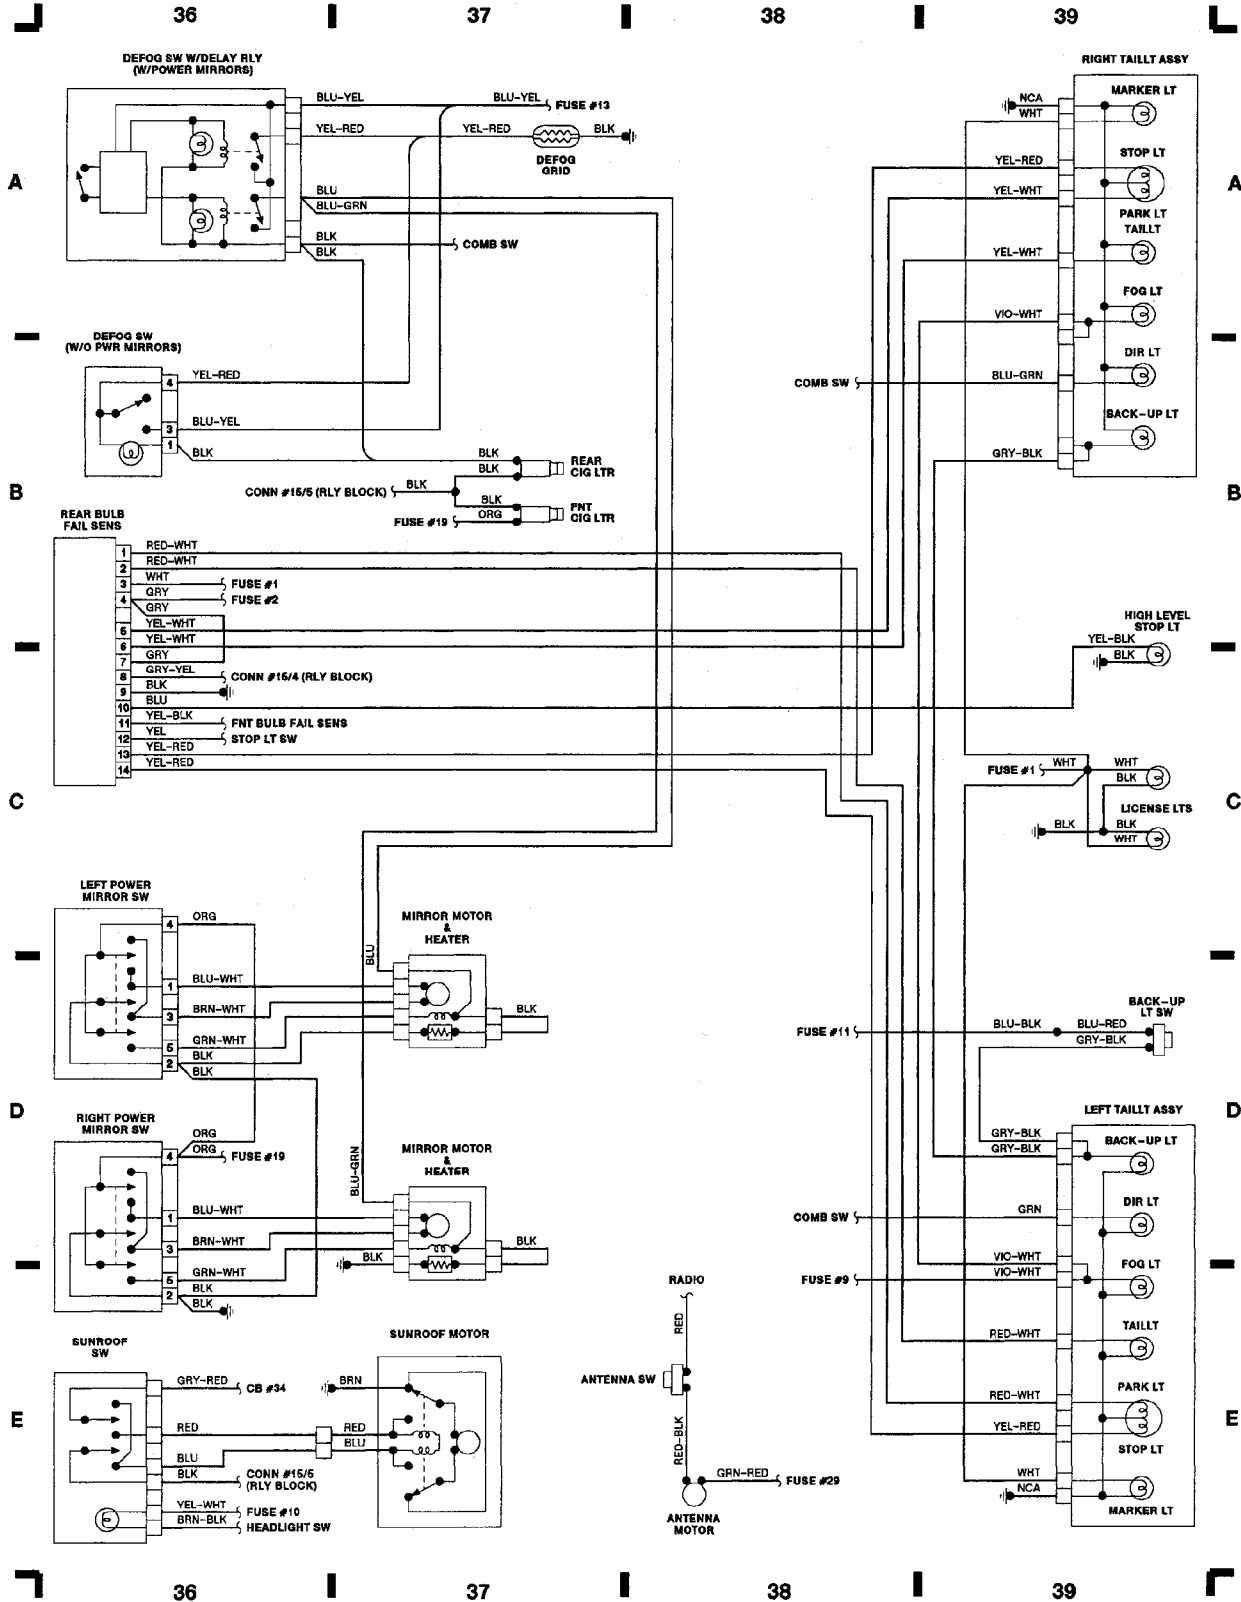 36 37 38 39
DEFOG SW W/DELAY RLY
(W/POWER MIRRORS)
BLU-YEL
BLU-YEL
FUSE #13
YEL-RED
YEL-RED
BLK
DEFOG
GRID
BLU
BLU-GRN
BLK
COMB SW
BLK
A
DEFOG SW
(W/O PWR MIRRORS)
4
YEL-RED
3
BLU-YEL
1
BLK
BLK
BLK
REAR
CIG LTR
CONN #15/5 (RLY BLOCK)
BLK
BLK
ORG
FNT
CIG LTR
FUSE #19
B
REAR BULB
FAIL SENS
1 RED-WHT
2 RED-WHT
3 WHT FUSE #1
4 GRY FUSE #2
GRY
5 YEL-WHT
6 YEL-WHT
7 GRY
8 GRY-YEL CONN #15/4 (RLY BLOCK)
9 BLK
10 BLU
11 YEL-BLK FNT BULB FAIL SENS
12 YEL STOP LT SW
13 YEL-RED
14 YEL-RED
C
LEFT POWER
MIRROR SW
4 ORG
1 BLU-WHT
3 BRN-WHT
5 GRN-WHT
2 BLK
BLK
BLU
MIRROR MOTOR
&
HEATER
BLK
D
RIGHT POWER
MIRROR SW
ORG
4 ORG FUSE #19
1 BLU-WHT
3 BRN-WHT
5 GRN-WHT
2 BLK
BLK
BLU-GRN
MIRROR MOTOR
&
HEATER
BLK
BLK
SUNROOF
SW
GRY-RED CB #34
RED
BLU
BLK
CONN #15/5
(RLY BLOCK)
YEL-WHT FUSE #10
BRN-BLK HEADLIGHT SW
E
SUNROOF MOTOR
BRN
RED
BLU
RADIO
RED
ANTENNA SW
RED-BLK
GRN-RED FUSE #29
ANTENNA
MOTOR
RIGHT TAILLT ASSY
NCA
WHT
MARKER LT
YEL-RED
STOP LT
YEL-WHT
PARK LT
TAILLT
YEL-WHT
FOG LT
VIO-WHT
DIR LT
COMB SW
BLU-GRN
BACK-UP LT
GRY-BLK
A
B
HIGH LEVEL
STOP LT
YEL-BLK
BLK
FUSE #1
WHT
WHT
BLK
LICENSE LTS
BLK
BLK
WHT
C
BACK-UP
LT SW
FUSE #11
BLU-BLK
BLU-RED
GRY-BLK
D
LEFT TAILLT ASSY
GRY-BLK
GRY-BLK
BACK-UP LT
DIR LT
COMB SW
GRN
VIO-WHT
FOG LT
FUSE #9
VIO-WHT
TAILLT
RED-WHT
PARK LT
RED-WHT
YEL-RED
STOP LT
WHT
NCA
MARKER LT
E
36 37 38 39